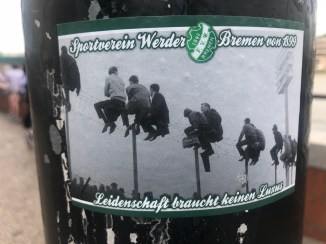 Sportverein Werder Bremen von 1899
Leidenschaft braucht keinen Luxus